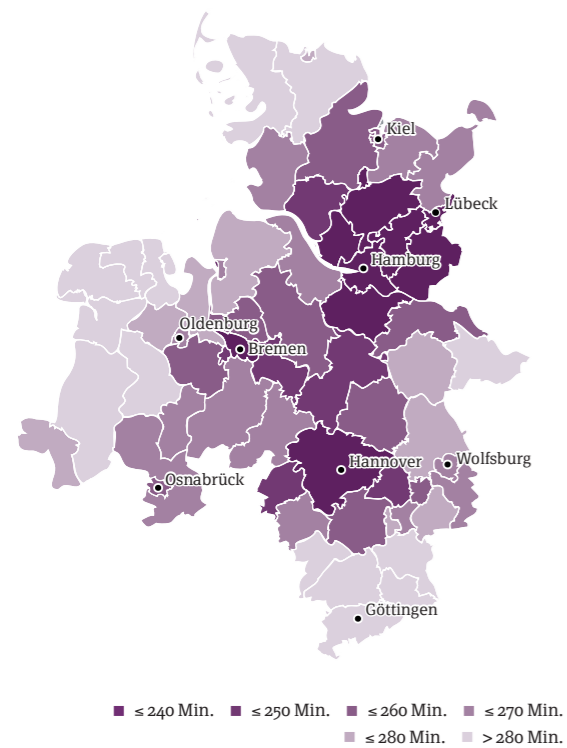 Kiel
Lübeck
Hamburg
Oldenburg
Bremen
Hannover
Wolfsburg
Osnabrück
Göttingen
≤ 240 Min. ≤ 250 Min. ≤ 260 Min. ≤ 270 Min.
≤ 280 Min. > 280 Min.